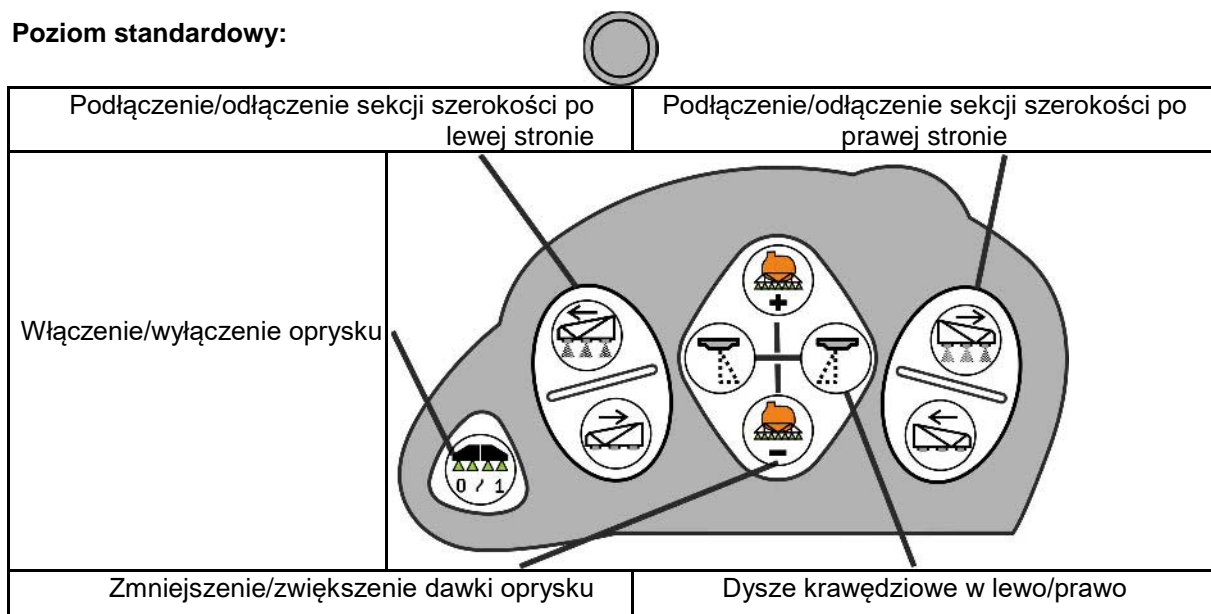 Poziom standardowy:
Podłączenie/odłączenie sekcji szerokości po
lewej stronie
Podłączenie/odłączenie sekcji szerokości po
prawej stronie
Włączenie/wyłączenie oprysku
+
-
0 / 1
Zmniejszenie/zwiększenie dawki oprysku
Dysze krawędziowe w lewo/prawo